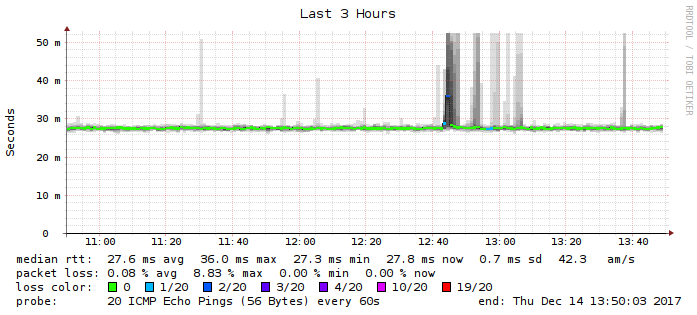 Last 3 Hours
RRDTOOL / TOBI OETIKER
Seconds
50 m
40 m
30 m
20 m
10 m
0
11:00 11:20 11:40 12:00 12:20 12:40 13:00 13:20 13:40
median rtt: 27.6 ms avg 36.0 ms max 27.3 ms min 27.8 ms now 0.7 ms sd 42.3 am/s
packet loss: 0.08 % avg 8.83 % max 0.00 % min 0.00 % now
loss color: 0 1/20 2/20 3/20 4/20 10/20 19/20
probe: 20 ICMP Echo Pings (56 Bytes) every 60s end: Thu Dec 14 13:50:03 2017